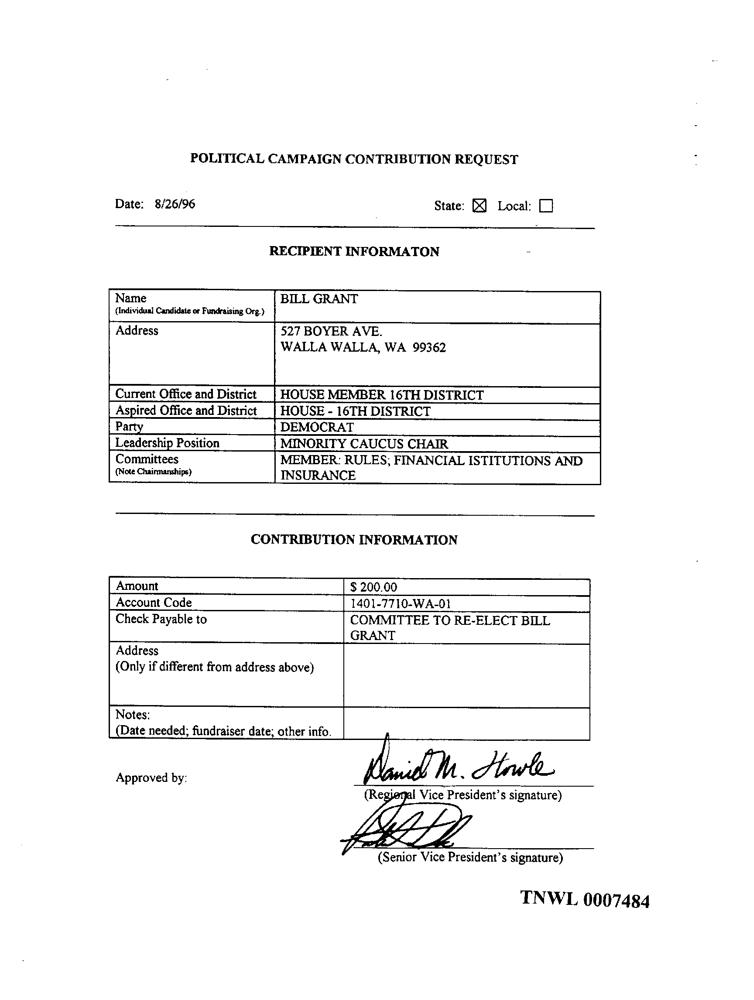 POLITICAL CAMPAIGN CONTRIBUTION REQUEST
Date: 8/26/96 State: ☒ Local: ☐
RECIPIENT INFORMATON
Name BILL GRANT
(Individual Candidate or Fundraising Org.)
Address 527 BOYER AVE.
WALLA WALLA, WA 99362
Current Office and District HOUSE MEMBER 16TH DISTRICT
Aspired Office and District HOUSE - 16TH DISTRICT
Party DEMOCRAT
Leadership Position MINORITY CAUCUS CHAIR
Committees MEMBER: RULES; FINANCIAL ISTITUTIONS AND
(Note Chairmanships) INSURANCE
CONTRIBUTION INFORMATION
Amount $ 200.00
Account Code 1401-7710-WA-01
Check Payable to COMMITTEE TO RE-ELECT BILL
GRANT
Address
(Only if different from address above)
Notes:
(Date needed; fundraiser date; other info.
Daniel M. Howle
Approved by:
(Regional Vice President's signature)
(Senior Vice President's signature)
TNWL 0007484